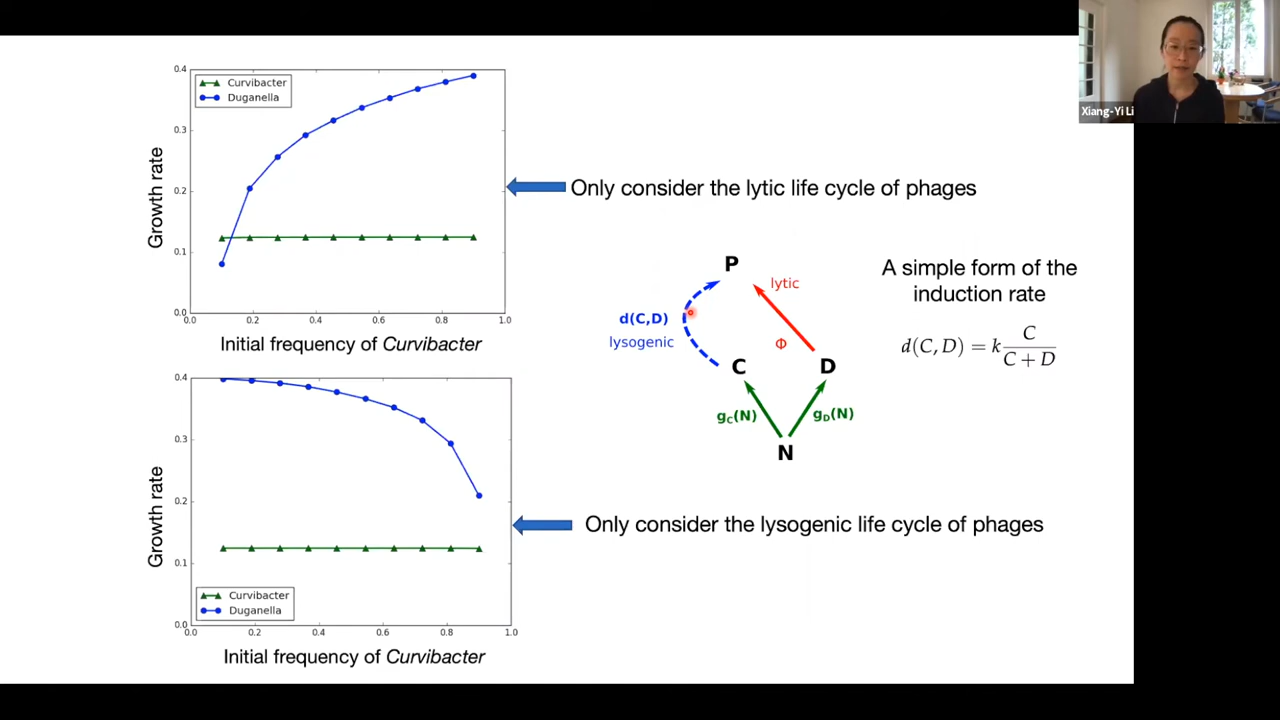 Xiang-Yi Li
0.4
0.3
0.2
0.1
0.0
Growth rate
Curvibacter
Duganella
0.0 0.2 0.4 0.6 0.8 1.0
Initial frequency of Curvibacter
Only consider the lytic life cycle of phages
P
lytic
d(C,D)
lysogenic
Φ
C
D
gC(N)
gD(N)
N
A simple form of the
induction rate
d(C, D) = k C / C + D
0.4
0.3
0.2
0.1
0.0
Growth rate
Curvibacter
Duganella
0.0 0.2 0.4 0.6 0.8 1.0
Initial frequency of Curvibacter
Only consider the lysogenic life cycle of phages